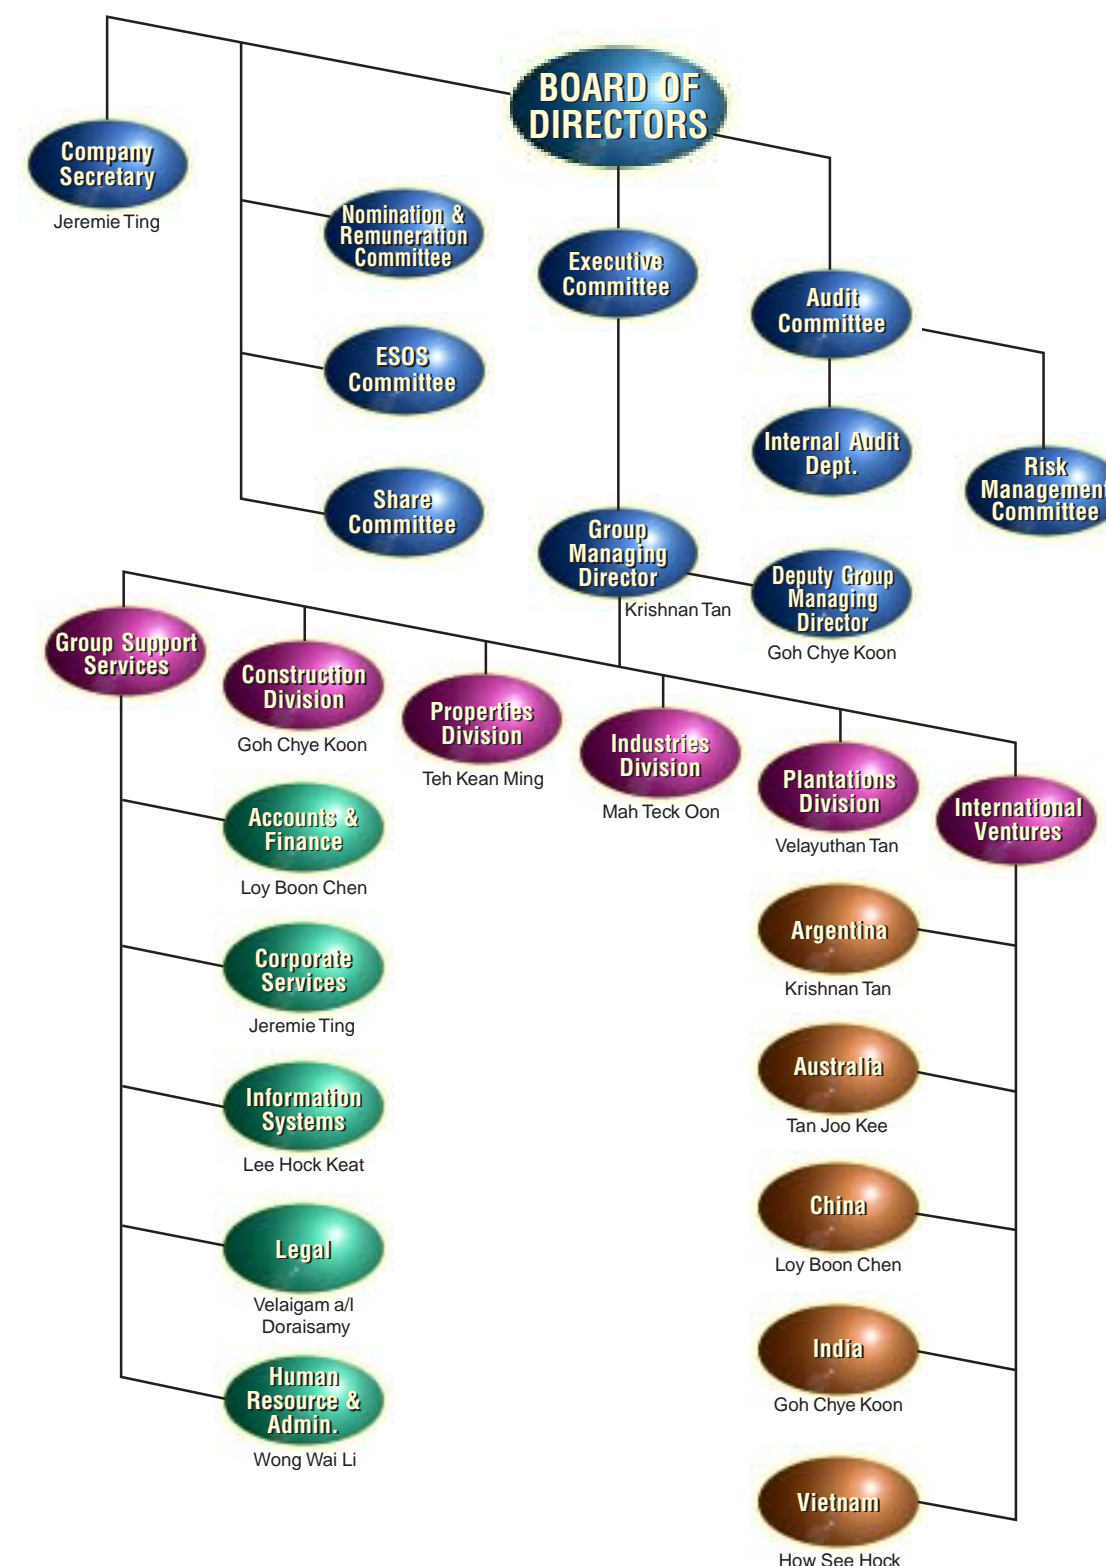 BOARD OF
DIRECTORS
Company
Secretary
Jeremie Ting
Nomination &
Remuneration
Committee
Executive
Committee
Audit
Committee
ESOS
Committee
Internal Audit
Dept.
Risk
Management
Committee
Share
Committee
Group
Managing
Director
Krishnan Tan
Deputy Group
Managing
Director
Goh Chye Koon
Group Support
Services
Construction
Division
Goh Chye Koon
Properties
Division
Teh Kean Ming
Industries
Division
Mah Teck Oon
Plantations
Division
Velayuthan Tan
International
Ventures
Accounts &
Finance
Loy Boon Chen
Corporate
Services
Jeremie Ting
Information
Systems
Lee Hock Keat
Legal
Velaigam a/l
Doraisamy
Human
Resource &
Admin.
Wong Wai Li
Argentina
Krishnan Tan
Australia
Tan Joo Kee
China
Loy Boon Chen
India
Goh Chye Koon
Vietnam
How See Hock